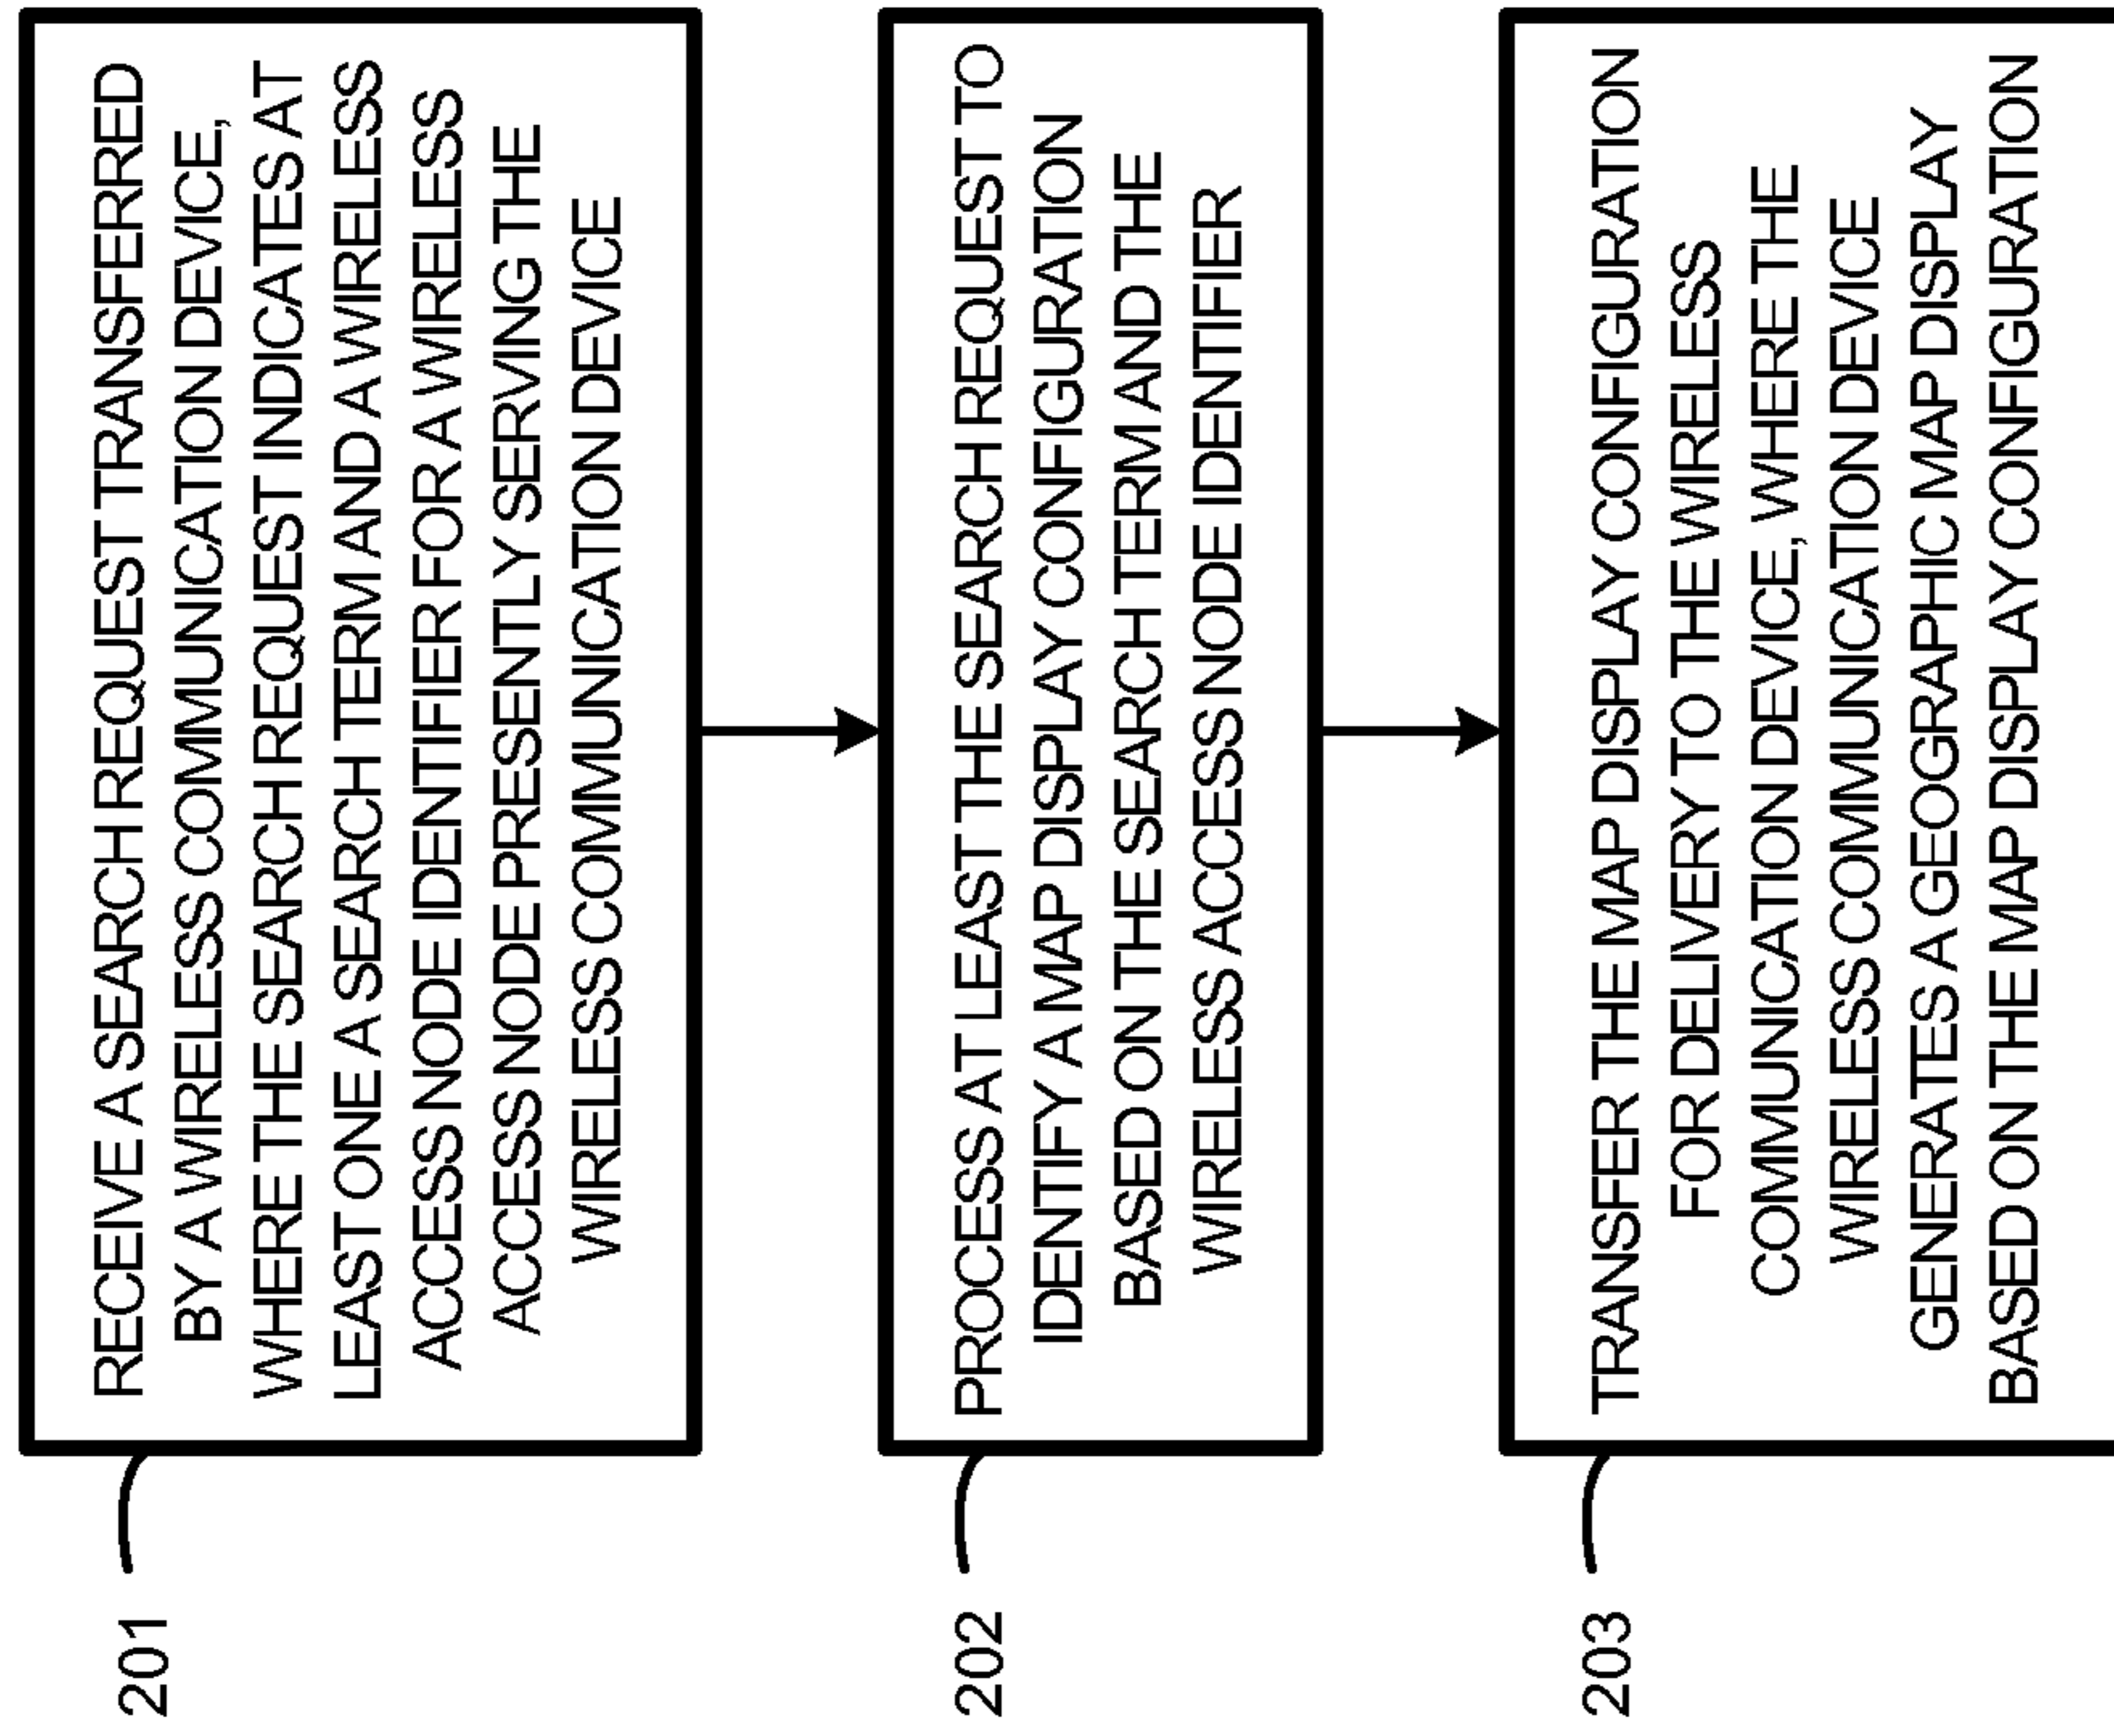 201
RECEIVE A SEARCH REQUEST TRANSFERRED
BY A WIRELESS COMMUNICATION DEVICE,
WHERE THE SEARCH REQUEST INDICATES AT
LEAST ONE A SEARCH TERM AND A WIRELESS
ACCESS NODE IDENTIFIER FOR A WIRELESS
ACCESS NODE PRESENTLY SERVING THE
WIRELESS COMMUNICATION DEVICE
202
PROCESS AT LEAST THE SEARCH REQUEST TO
IDENTIFY A MAP DISPLAY CONFIGURATION
BASED ON THE SEARCH TERM AND THE
WIRELESS ACCESS NODE IDENTIFIER
203
TRANSFER THE MAP DISPLAY CONFIGURATION
FOR DELIVERY TO THE WIRELESS
COMMUNICATION DEVICE, WHERE THE
WIRELESS COMMUNICATION DEVICE
GENERATES A GEOGRAPHIC MAP DISPLAY
BASED ON THE MAP DISPLAY CONFIGURATION